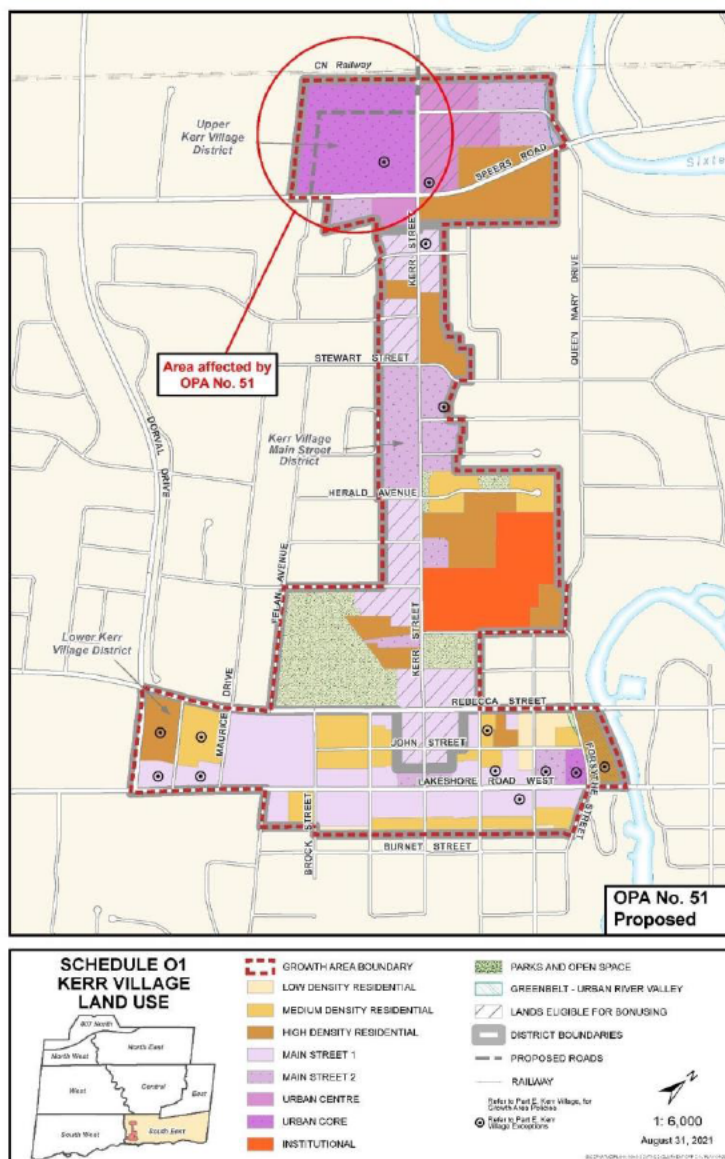 CN Railway
Upper
Kerr Village
District
SPEERS ROAD
KERR STREET
QUEEN MARY DRIVE
Area affected by
OPA No. 51
STEWART STREET
DORVAL DRIVE
Kerr Village
Main Street
District
HERALD AVENUE
FELAN AVENUE
Lower Kerr
Village District
KERR STREET
MAURICE DRIVE
REBECCA STREET
JOHN STREET
LAKESHORE ROAD WEST
FORSYTHE STREET
BROCK STREET
BURNET STREET
OPA No. 51
Proposed
SCHEDULE O1
KERR VILLAGE
LAND USE
North West
North East
West
Central
East
South West
South East
GROWTH AREA BOUNDARY
LOW DENSITY RESIDENTIAL
MEDIUM DENSITY RESIDENTIAL
HIGH DENSITY RESIDENTIAL
MAIN STREET 1
MAIN STREET 2
URBAN CENTRE
URBAN CORE
INSTITUTIONAL
PARKS AND OPEN SPACE
GREENBELT - URBAN RIVER VALLEY
LANDS ELIGIBLE FOR BONUSING
DISTRICT BOUNDARIES
PROPOSED ROADS
RAILWAY
Refer to Part E, Kerr Village, for
Growth Area Policies
Refer to Part E, Kerr
Village Exceptions
1: 6,000
August 31, 2021